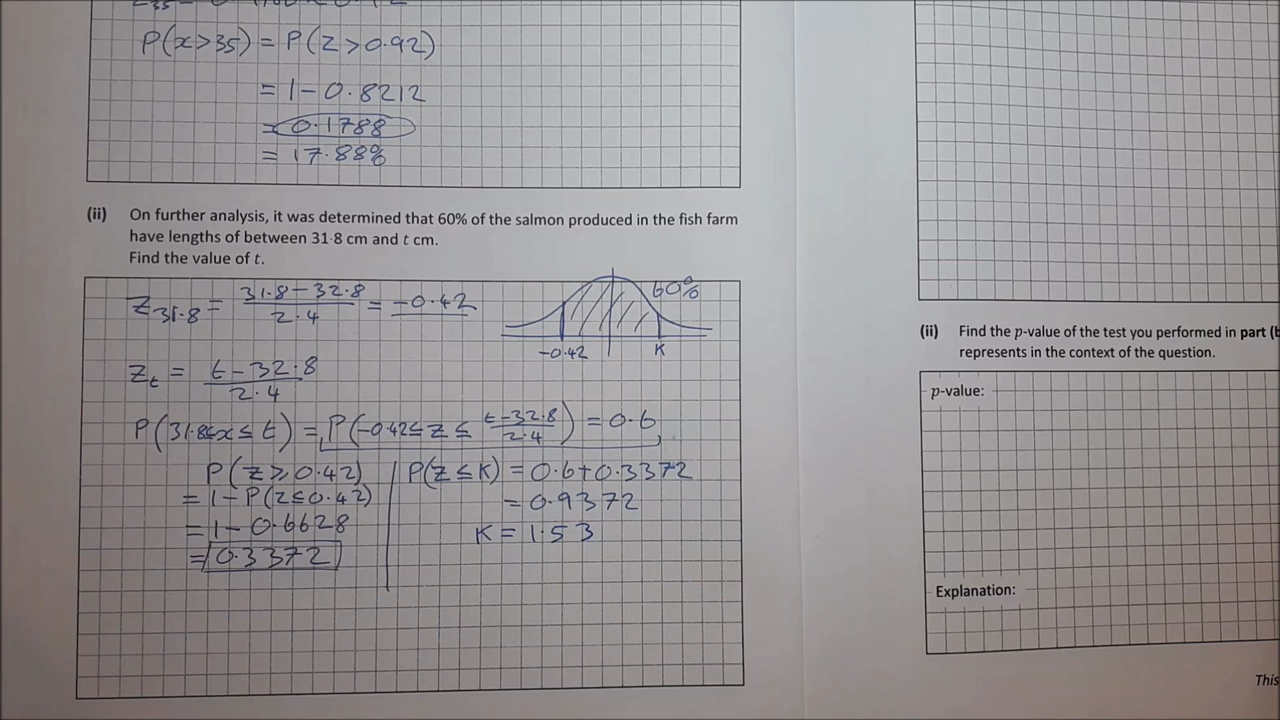 P(x>35) = P(Z>0.92)
= 1-0.8212
= 0.1788
= 17.88%
(ii) On further analysis, it was determined that 60% of the salmon produced in the fish farm
have lengths of between 31·8 cm and t cm.
Find the value of t.
Z31.8 = 31.8-32.8/2.4 = -0.42
60%
-0.42 K
Zt = t-32.8/2.4
P(31.8≤x≤t) = P(-0.42≤Z≤ t-32.8/2.4) = 0.6
P(Z≥0.42)
= 1-P(Z≤0.42)
= 1-0.6628
= 0.3372
P(Z≤K) = 0.6+0.3372
= 0.9372
K = 1.53
(ii) Find the p-value of the test you performed in part (b
represents in the context of the question.
p-value:
Explanation:
This